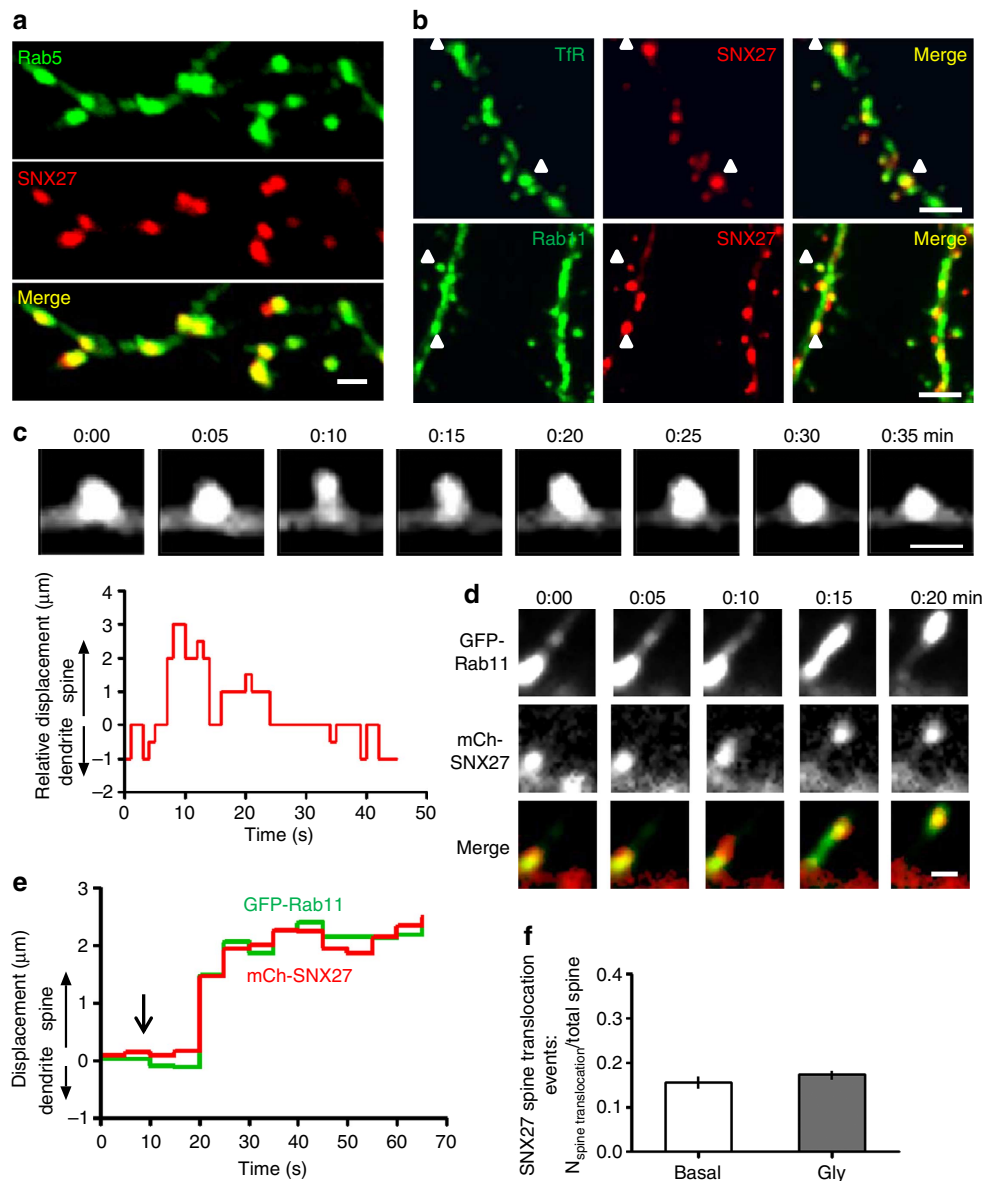 a
Rab5
SNX27
Merge
b
TfR SNX27 Merge
Rab11 SNX27 Merge
c
0:00 0:05 0:10 0:15 0:20 0:25 0:30 0:35 min
Relative displacement (μm)
dendrite spine
4
3
2
1
0
–1
–2
0 10 20 30 40 50
Time (s)
d
0:00 0:05 0:10 0:15 0:20 min
GFP-
Rab11
mCh-
SNX27
Merge
e
Displacement (μm)
dendrite spine
3
2
1
0
–1
GFP-Rab11
mCh-SNX27
0 10 20 30 40 50 60 70
Time (s)
f
SNX27 spine translocation
events:
Nspine translocation/total spine
0.4
0.3
0.2
0.1
0.0
Basal Gly